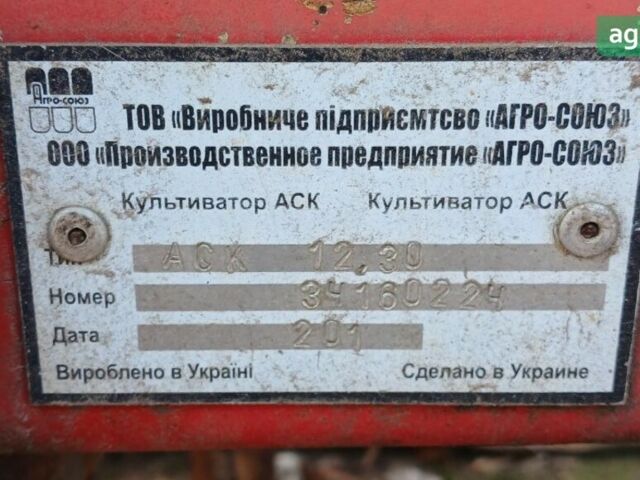 ag
АГРО-СОЮЗ
ТОВ «Виробниче підприємтсво «АГРО-СОЮЗ»
ООО «Производственное предприятие «АГРО-СОЮЗ»
Культиватор АСК Культиватор АСК
Тип АСК 12,30
Номер 34160224
Дата 201
Вироблено в Україні Сделано в Украине